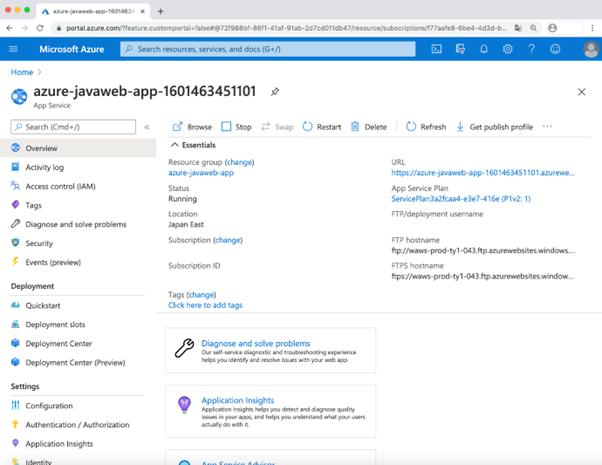 azure-javaweb-app-1601463451
portal.azure.com/?feature.customportal=false#@72f988bf-86f1-41af-91ab-2d7cd011db47/resource/subscriptions/f77aafe8-6be4-4d3d-b...
Microsoft Azure
Search resources, services, and docs (G+/)
Home
azure-javaweb-app-1601463451101
App Service
Search (Cmd+/)
Browse Stop Swap Restart Delete Refresh Get publish profile ...
Overview
Activity log
Access control (IAM)
Tags
Diagnose and solve problems
Security
Events (preview)
Deployment
Quickstart
Deployment slots
Deployment Center
Deployment Center (Preview)
Settings
Configuration
Authentication / Authorization
Application Insights
Identity
Essentials
Resource group (change)
azure-javaweb-app
Status
Running
Location
Japan East
Subscription (change)
Subscription ID
Tags (change)
Click here to add tags
URL
https://azure-javaweb-app-1601463451101.azurewe...
App Service Plan
ServicePlan3a2fcaa4-e3e7-416e (P1v2: 1)
FTP/deployment username
FTP hostname
ftp://waws-prod-ty1-043.ftp.azurewebsites.windows....
FTPS hostname
ftps://waws-prod-ty1-043.ftp.azurewebsites.window...
Diagnose and solve problems
Our self-service diagnostic and troubleshooting experience
helps you identify and resolve issues with your web app.
Application Insights
Application Insights helps you detect and diagnose quality
issues in your apps, and helps you understand what your users
actually do with it.
App Service Advisor